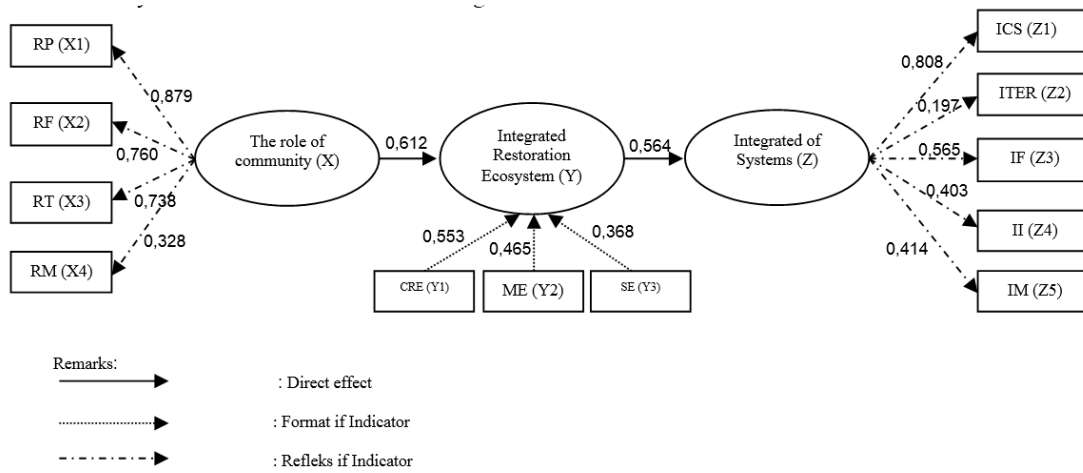 RP (X1)
RF (X2)
RT (X3)
RM (X4)
0,879
0,760
0,738
0,328
The role of
community (X)
0,612
Integrated
Restoration
Ecosystem (Y)
0,564
Integrated of
Systems (Z)
0,553
0,465
0,368
CRE (Y1)
ME (Y2)
SE (Y3)
0,808
0,197
0,565
0,403
0,414
ICS (Z1)
ITER (Z2)
IF (Z3)
II (Z4)
IM (Z5)
Remarks:
: Direct effect
: Format if Indicator
: Refleks if Indicator